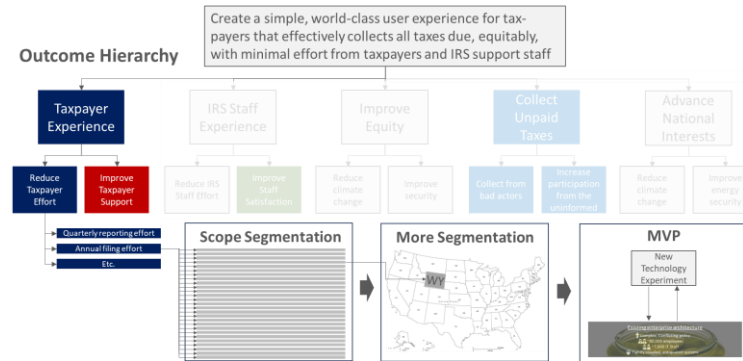 Create a simple, world-class user experience for tax-
payers that effectively collects all taxes due, equitably,
with minimal effort from taxpayers and IRS support staff
Outcome Hierarchy
Taxpayer
Experience
IRS Staff
Experience
Improve
Equity
Collect
Unpaid
Taxes
Advance
National
Interests
Reduce
Taxpayer
Effort
Improve
Taxpayer
Support
Reduce IRS
Staff Effort
Improve
Staff
Satisfaction
Reduce
climate
change
Improve
security
Collect from
bad actors
Increase
participation
from the
uninformed
Reduce
climate
change
Improve
energy
security
Quarterly reporting effort
Annual filing effort
Etc.
Scope Segmentation
More Segmentation
WY
MVP
New
Technology
Experiment
Existing enterprise architecture